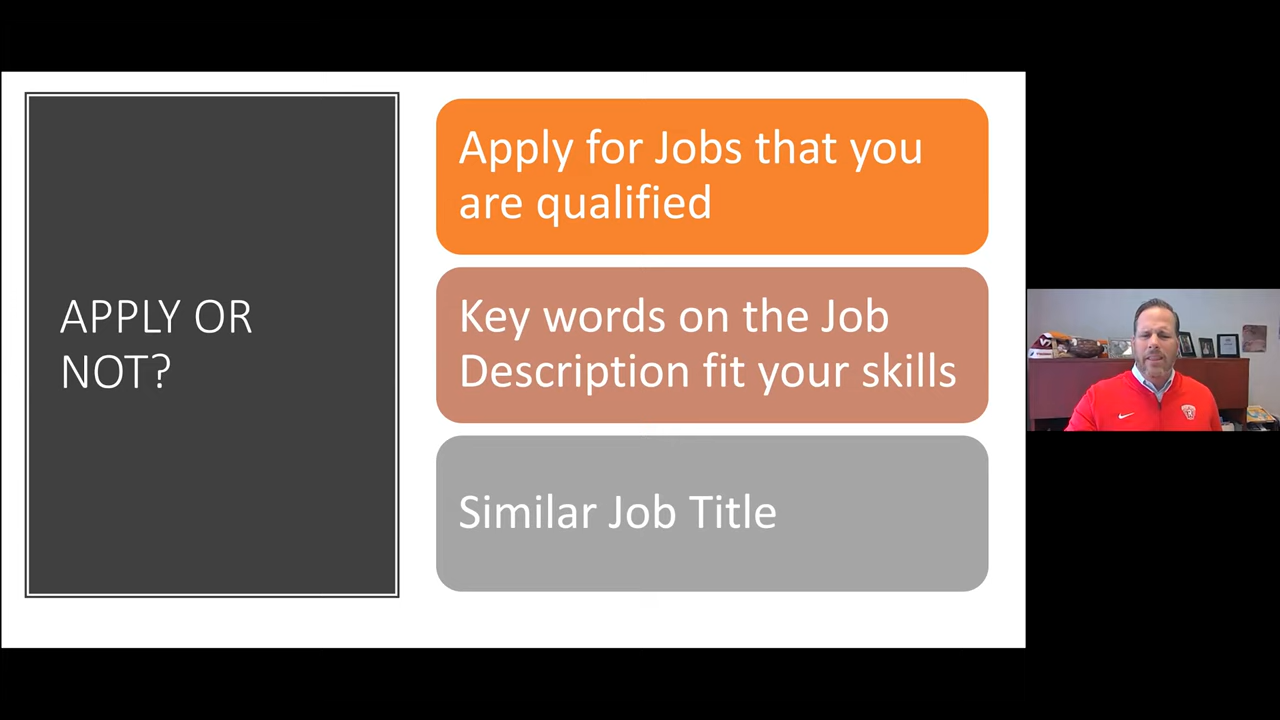 APPLY OR
NOT?
Apply for Jobs that you
are qualified
Key words on the Job
Description fit your skills
Similar Job Title